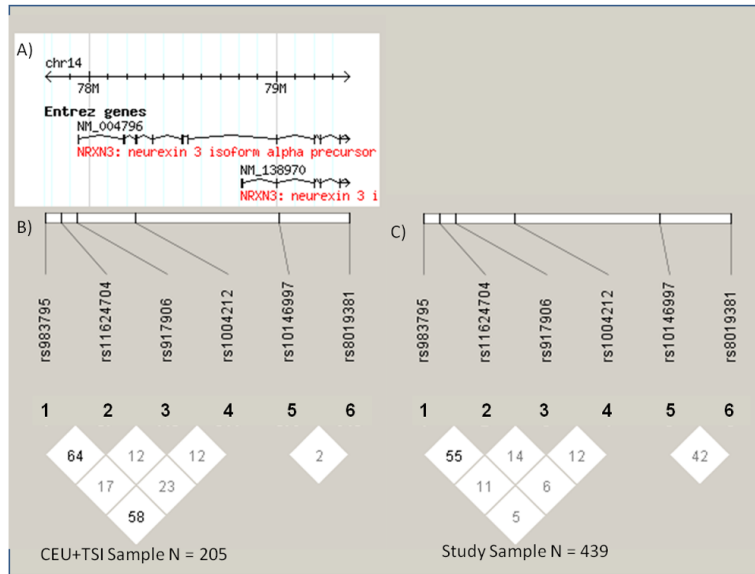 A)
chr14
78M 79M
Entrez genes
NM_004796
NRXN3: neurexin 3 isoform alpha precursor
NM_138970
NRXN3: neurexin 3 i
B)
rs983795
rs11624704
rs917906
rs1004212
rs10146997
rs8019381
1 2 3 4 5 6
64 12 12 2
17 23
58
CEU+TSI Sample N = 205
C)
rs983795
rs11624704
rs917906
rs1004212
rs10146997
rs8019381
1 2 3 4 5 6
55 14 12 42
11 6
5
Study Sample N = 439